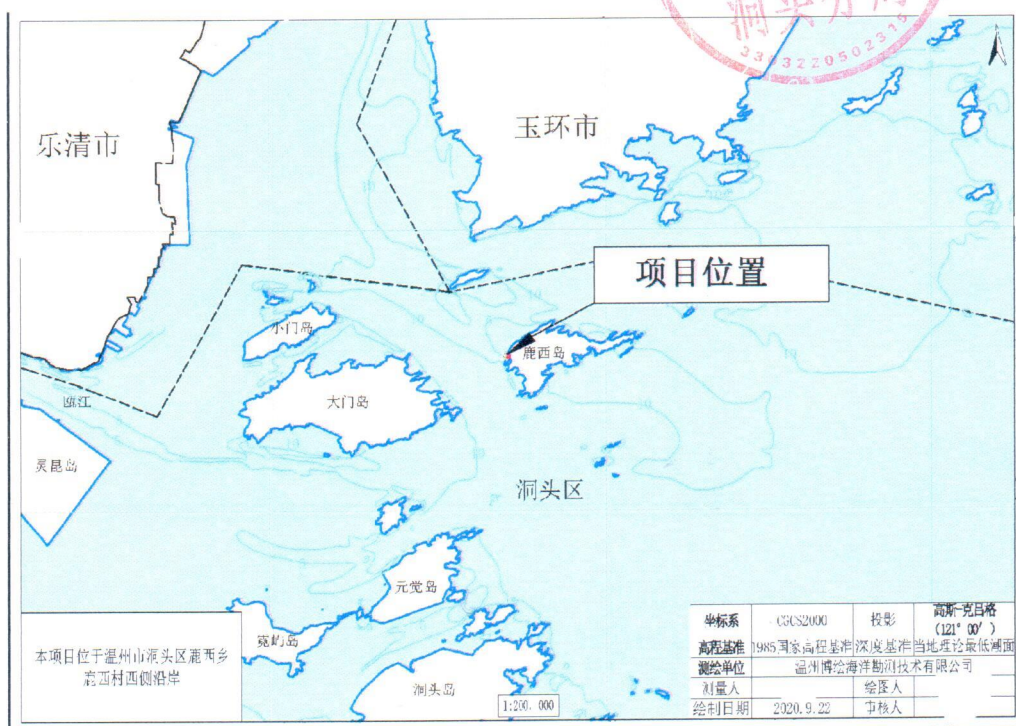 洞头分局
3303220502315
乐清市
玉环市
项目位置
小门岛
鹿西岛
大门岛
瓯江
灵昆岛
洞头区
元觉岛
霓屿岛
洞头岛
本项目位于温州市洞头区鹿西乡
鹿西村西侧沿岸
1:200,000
坐标系 CGCS2000 投影 高斯-克吕格
(121°00′)
高程基准 1985国家高程基准 深度基准 当地理论最低潮面
测绘单位 温州博绘海洋勘测技术有限公司
测量人 绘图人
绘制日期 2020.9.22 审核人